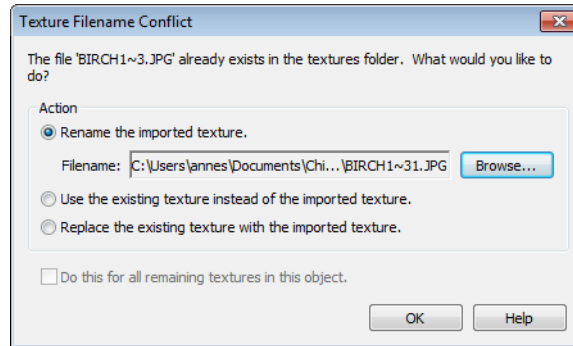 Texture Filename Conflict
The file 'BIRCH1~3.JPG' already exists in the textures folder.  What would you like to
do?
Action
Rename the imported texture.
Filename: C:\Users\annes\Documents\Chi...\BIRCH1~31.JPG Browse...
Use the existing texture instead of the imported texture.
Replace the existing texture with the imported texture.
Do this for all remaining textures in this object.
OK Help